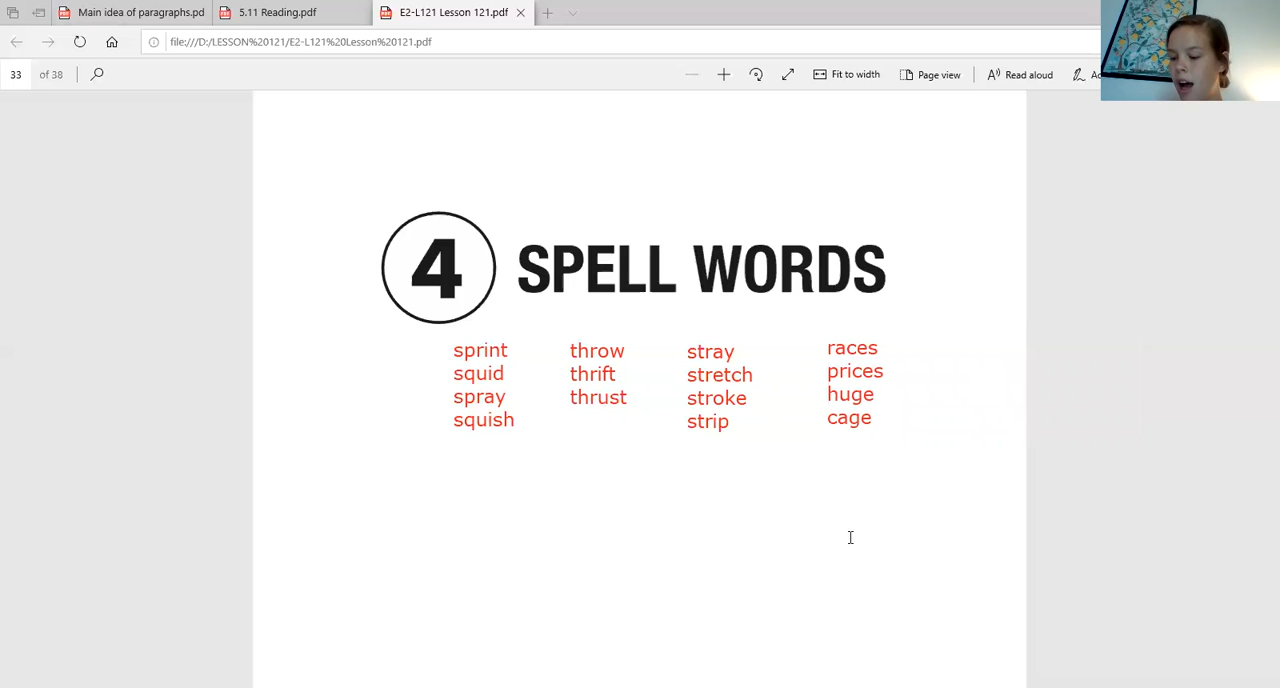 Main idea of paragraphs.pd
5.11 Reading.pdf
E2-L121 Lesson 121.pdf
file:///D:/LESSON%20121/E2-L121%20Lesson%20121.pdf
33 of 38
Fit to width
Page view
Read aloud
4 SPELL WORDS
sprint
squid
spray
squish
throw
thrift
thrust
stray
stretch
stroke
strip
races
prices
huge
cage